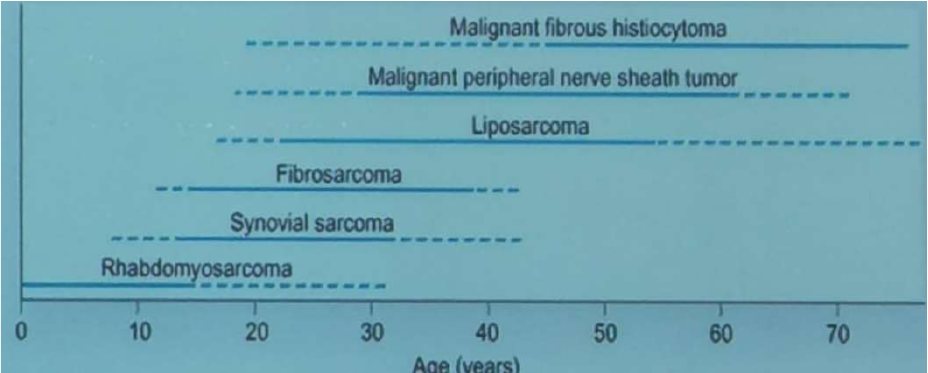 Malignant fibrous histiocytoma
Malignant peripheral nerve sheath tumor
Liposarcoma
Fibrosarcoma
Synovial sarcoma
Rhabdomyosarcoma
0 10 20 30 40 50 60 70
Age (years)